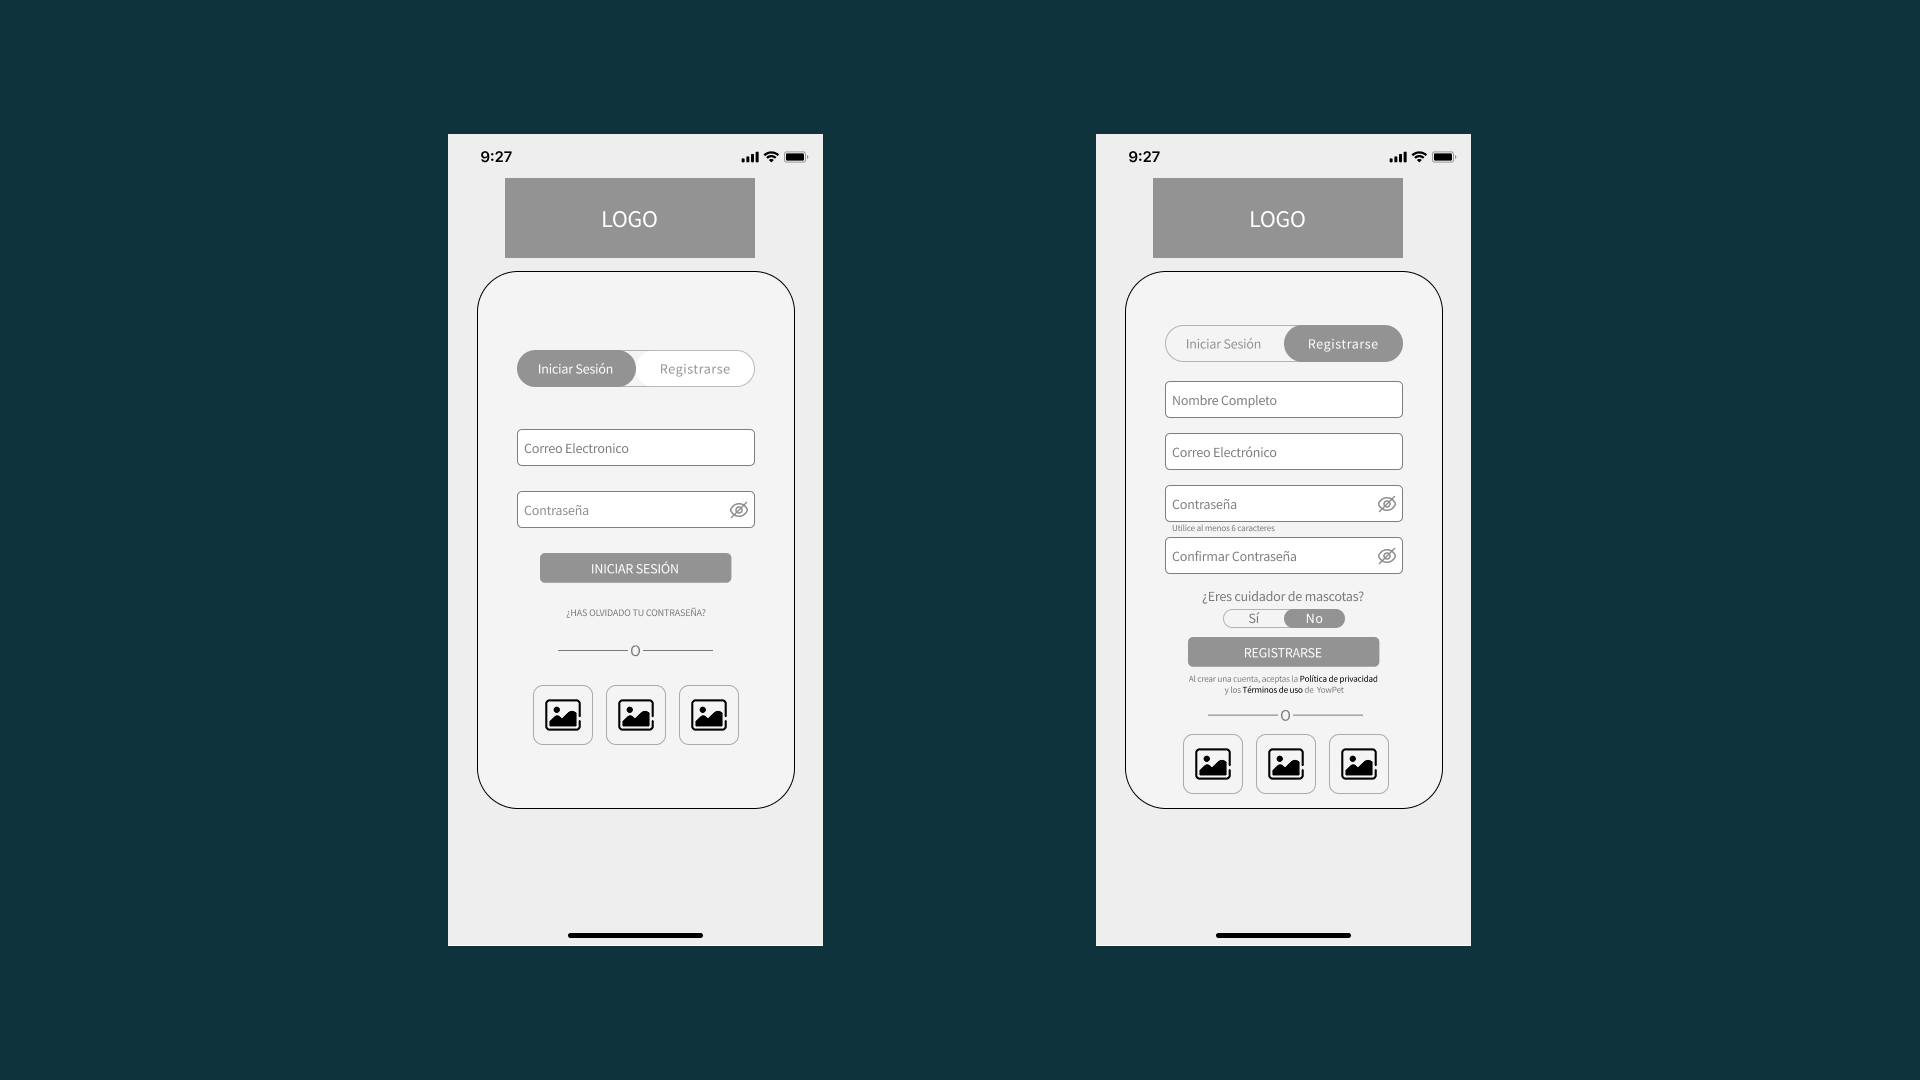 9:27
LOGO
Iniciar Sesión Registrarse
Correo Electronico
Contraseña
INICIAR SESIÓN
¿HAS OLVIDADO TU CONTRASEÑA?
O
9:27
LOGO
Iniciar Sesión Registrarse
Nombre Completo
Correo Electrónico
Contraseña
Utilice al menos 6 caracteres
Confirmar Contraseña
¿Eres cuidador de mascotas?
Sí No
REGISTRARSE
Al crear una cuenta, aceptas la Política de privacidad
y los Términos de uso de YowPet
O